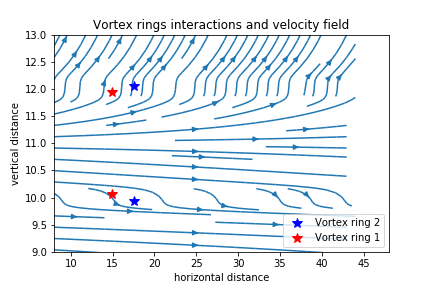 Vortex rings interactions and velocity field
vertical distance
13.0
12.5
12.0
11.5
11.0
10.5
10.0
9.5
9.0
Vortex ring 2
Vortex ring 1
10 15 20 25 30 35 40 45
horizontal distance